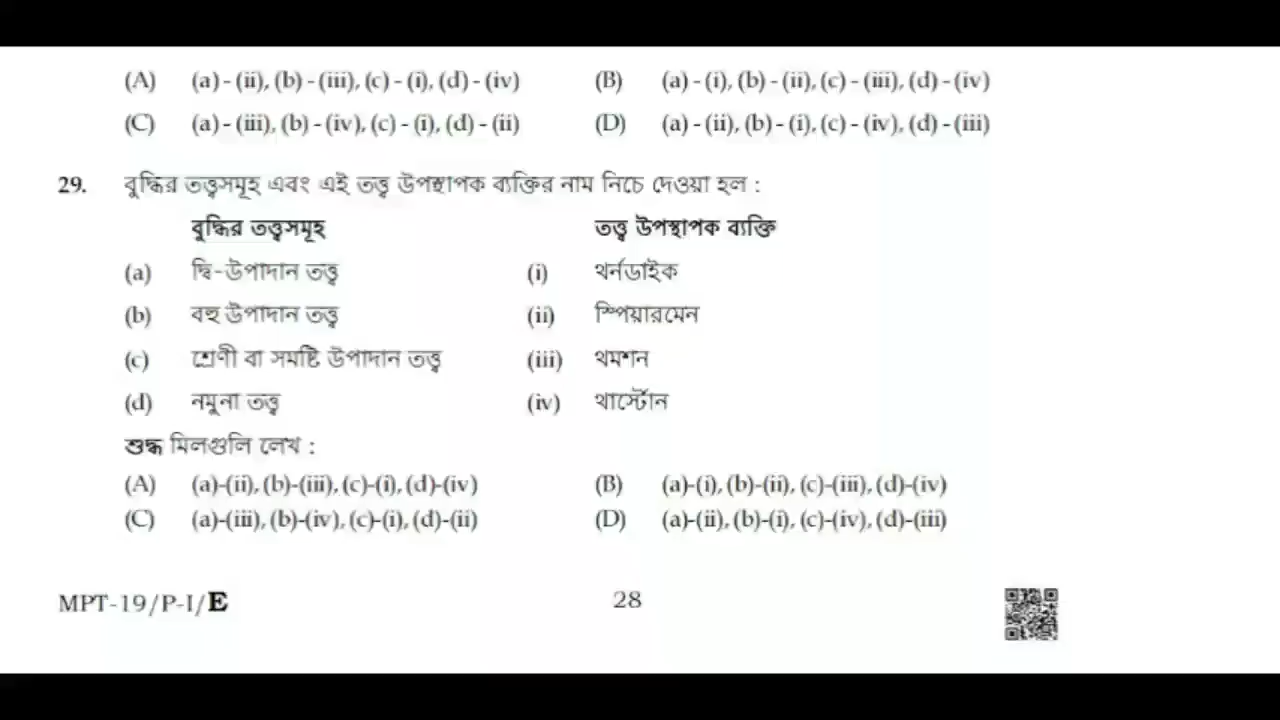 (A) (a) - (ii), (b) - (iii), (c) - (i), (d) - (iv) (B) (a) - (i), (b) - (ii), (c) - (iii), (d) - (iv)
(C) (a) - (iii), (b) - (iv), (c) - (i), (d) - (ii) (D) (a) - (ii), (b) - (i), (c) - (iv), (d) - (iii)
29. বুদ্ধির তত্ত্বসমূহ এবং এই তত্ত্ব উপস্থাপক ব্যক্তির নাম নিচে দেওয়া হল :
বুদ্ধির তত্ত্বসমূহ তত্ত্ব উপস্থাপক ব্যক্তি
(a) দ্বি-উপাদান তত্ত্ব (i) থর্নডাইক
(b) বহু উপাদান তত্ত্ব (ii) স্পিয়ারমেন
(c) শ্রেণী বা সমষ্টি উপাদান তত্ত্ব (iii) থমশন
(d) নমুনা তত্ত্ব (iv) থার্স্টোন
শুদ্ধ মিলগুলি লেখ :
(A) (a)-(ii), (b)-(iii), (c)-(i), (d)-(iv) (B) (a)-(i), (b)-(ii), (c)-(iii), (d)-(iv)
(C) (a)-(iii), (b)-(iv), (c)-(i), (d)-(ii) (D) (a)-(ii), (b)-(i), (c)-(iv), (d)-(iii)
MPT-19/P-I/E 28